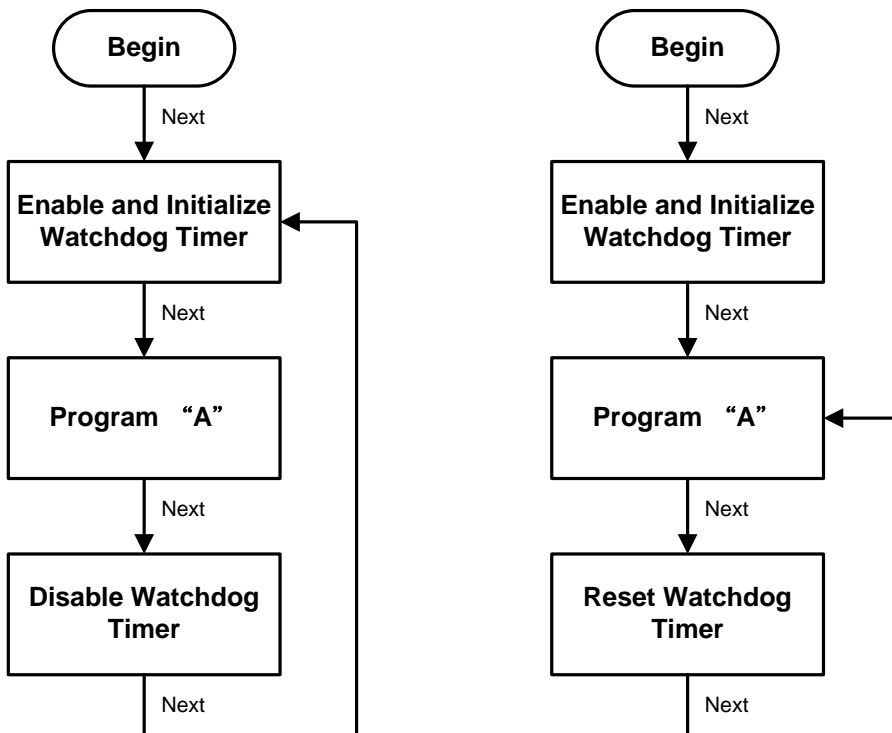 Begin
Next
Enable and Initialize
Watchdog Timer
Next
Program “A”
Next
Disable Watchdog
Timer
Next
Begin
Next
Enable and Initialize
Watchdog Timer
Next
Program “A”
Next
Reset Watchdog
Timer
Next